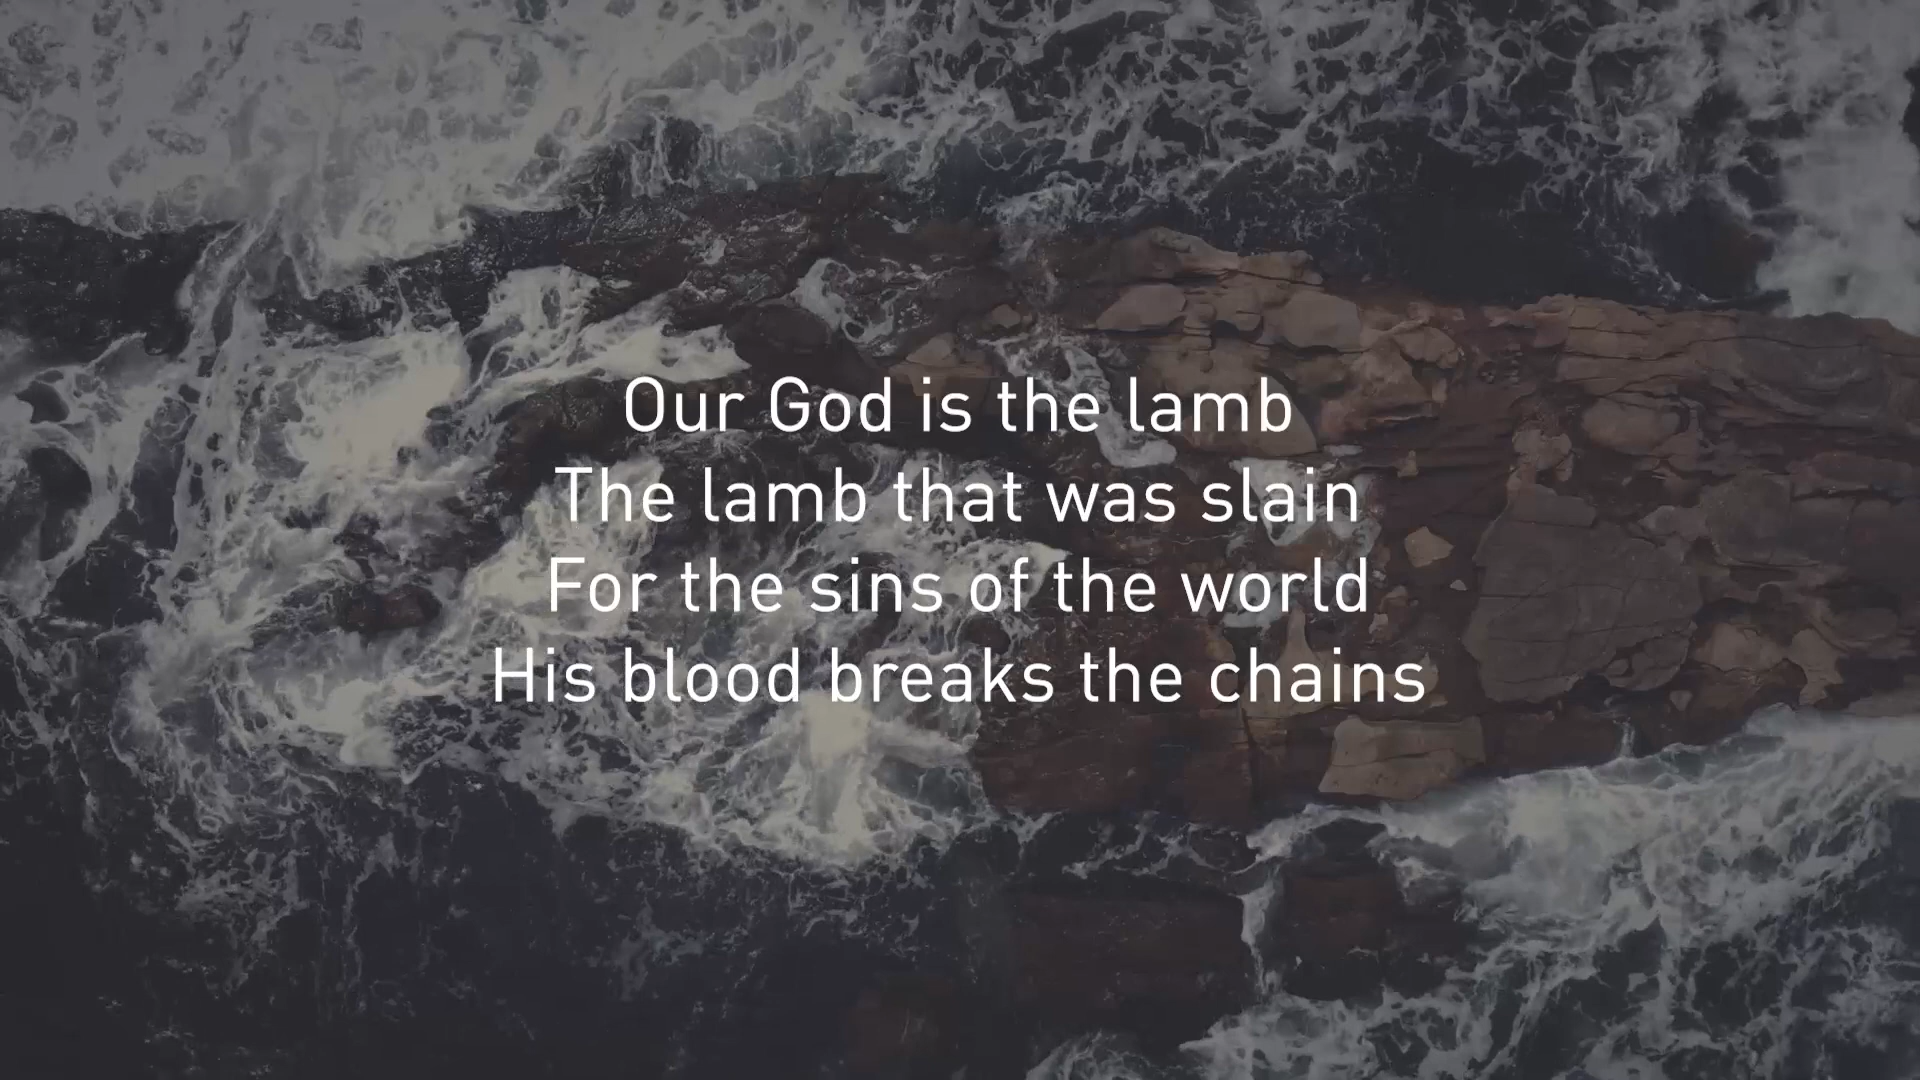 Our God is the lamb
The lamb that was slain
For the sins of the world
His blood breaks the chains